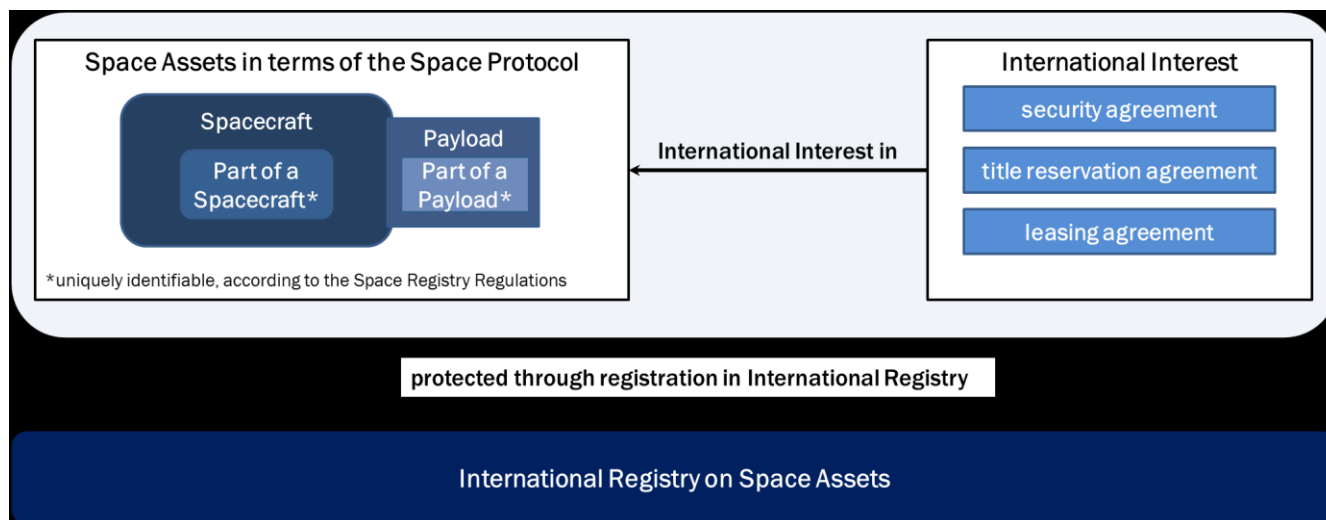 Space Assets in terms of the Space Protocol
Spacecraft
Part of a
Spacecraft*
Payload
Part of a
Payload*
*uniquely identifiable, according to the Space Registry Regulations
International Interest in
International Interest
security agreement
title reservation agreement
leasing agreement
protected through registration in International Registry
International Registry on Space Assets